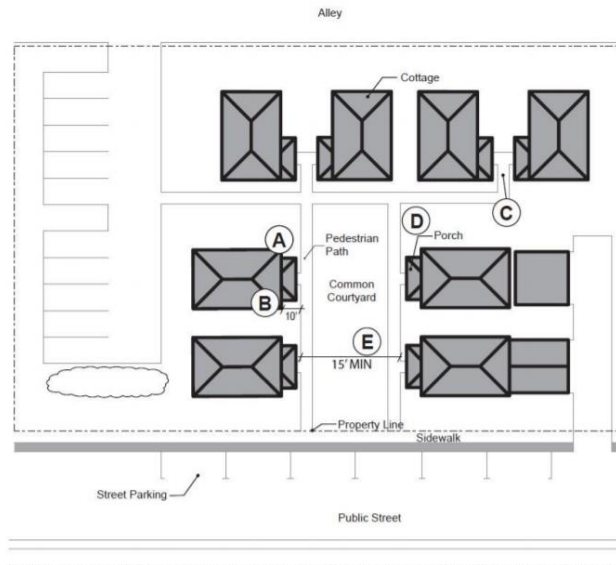 Alley
Cottage
A
Pedestrian
Path
B
10'
Common
Courtyard
D
Porch
C
E
15' MIN
Property Line
Sidewalk
Street Parking
Public Street